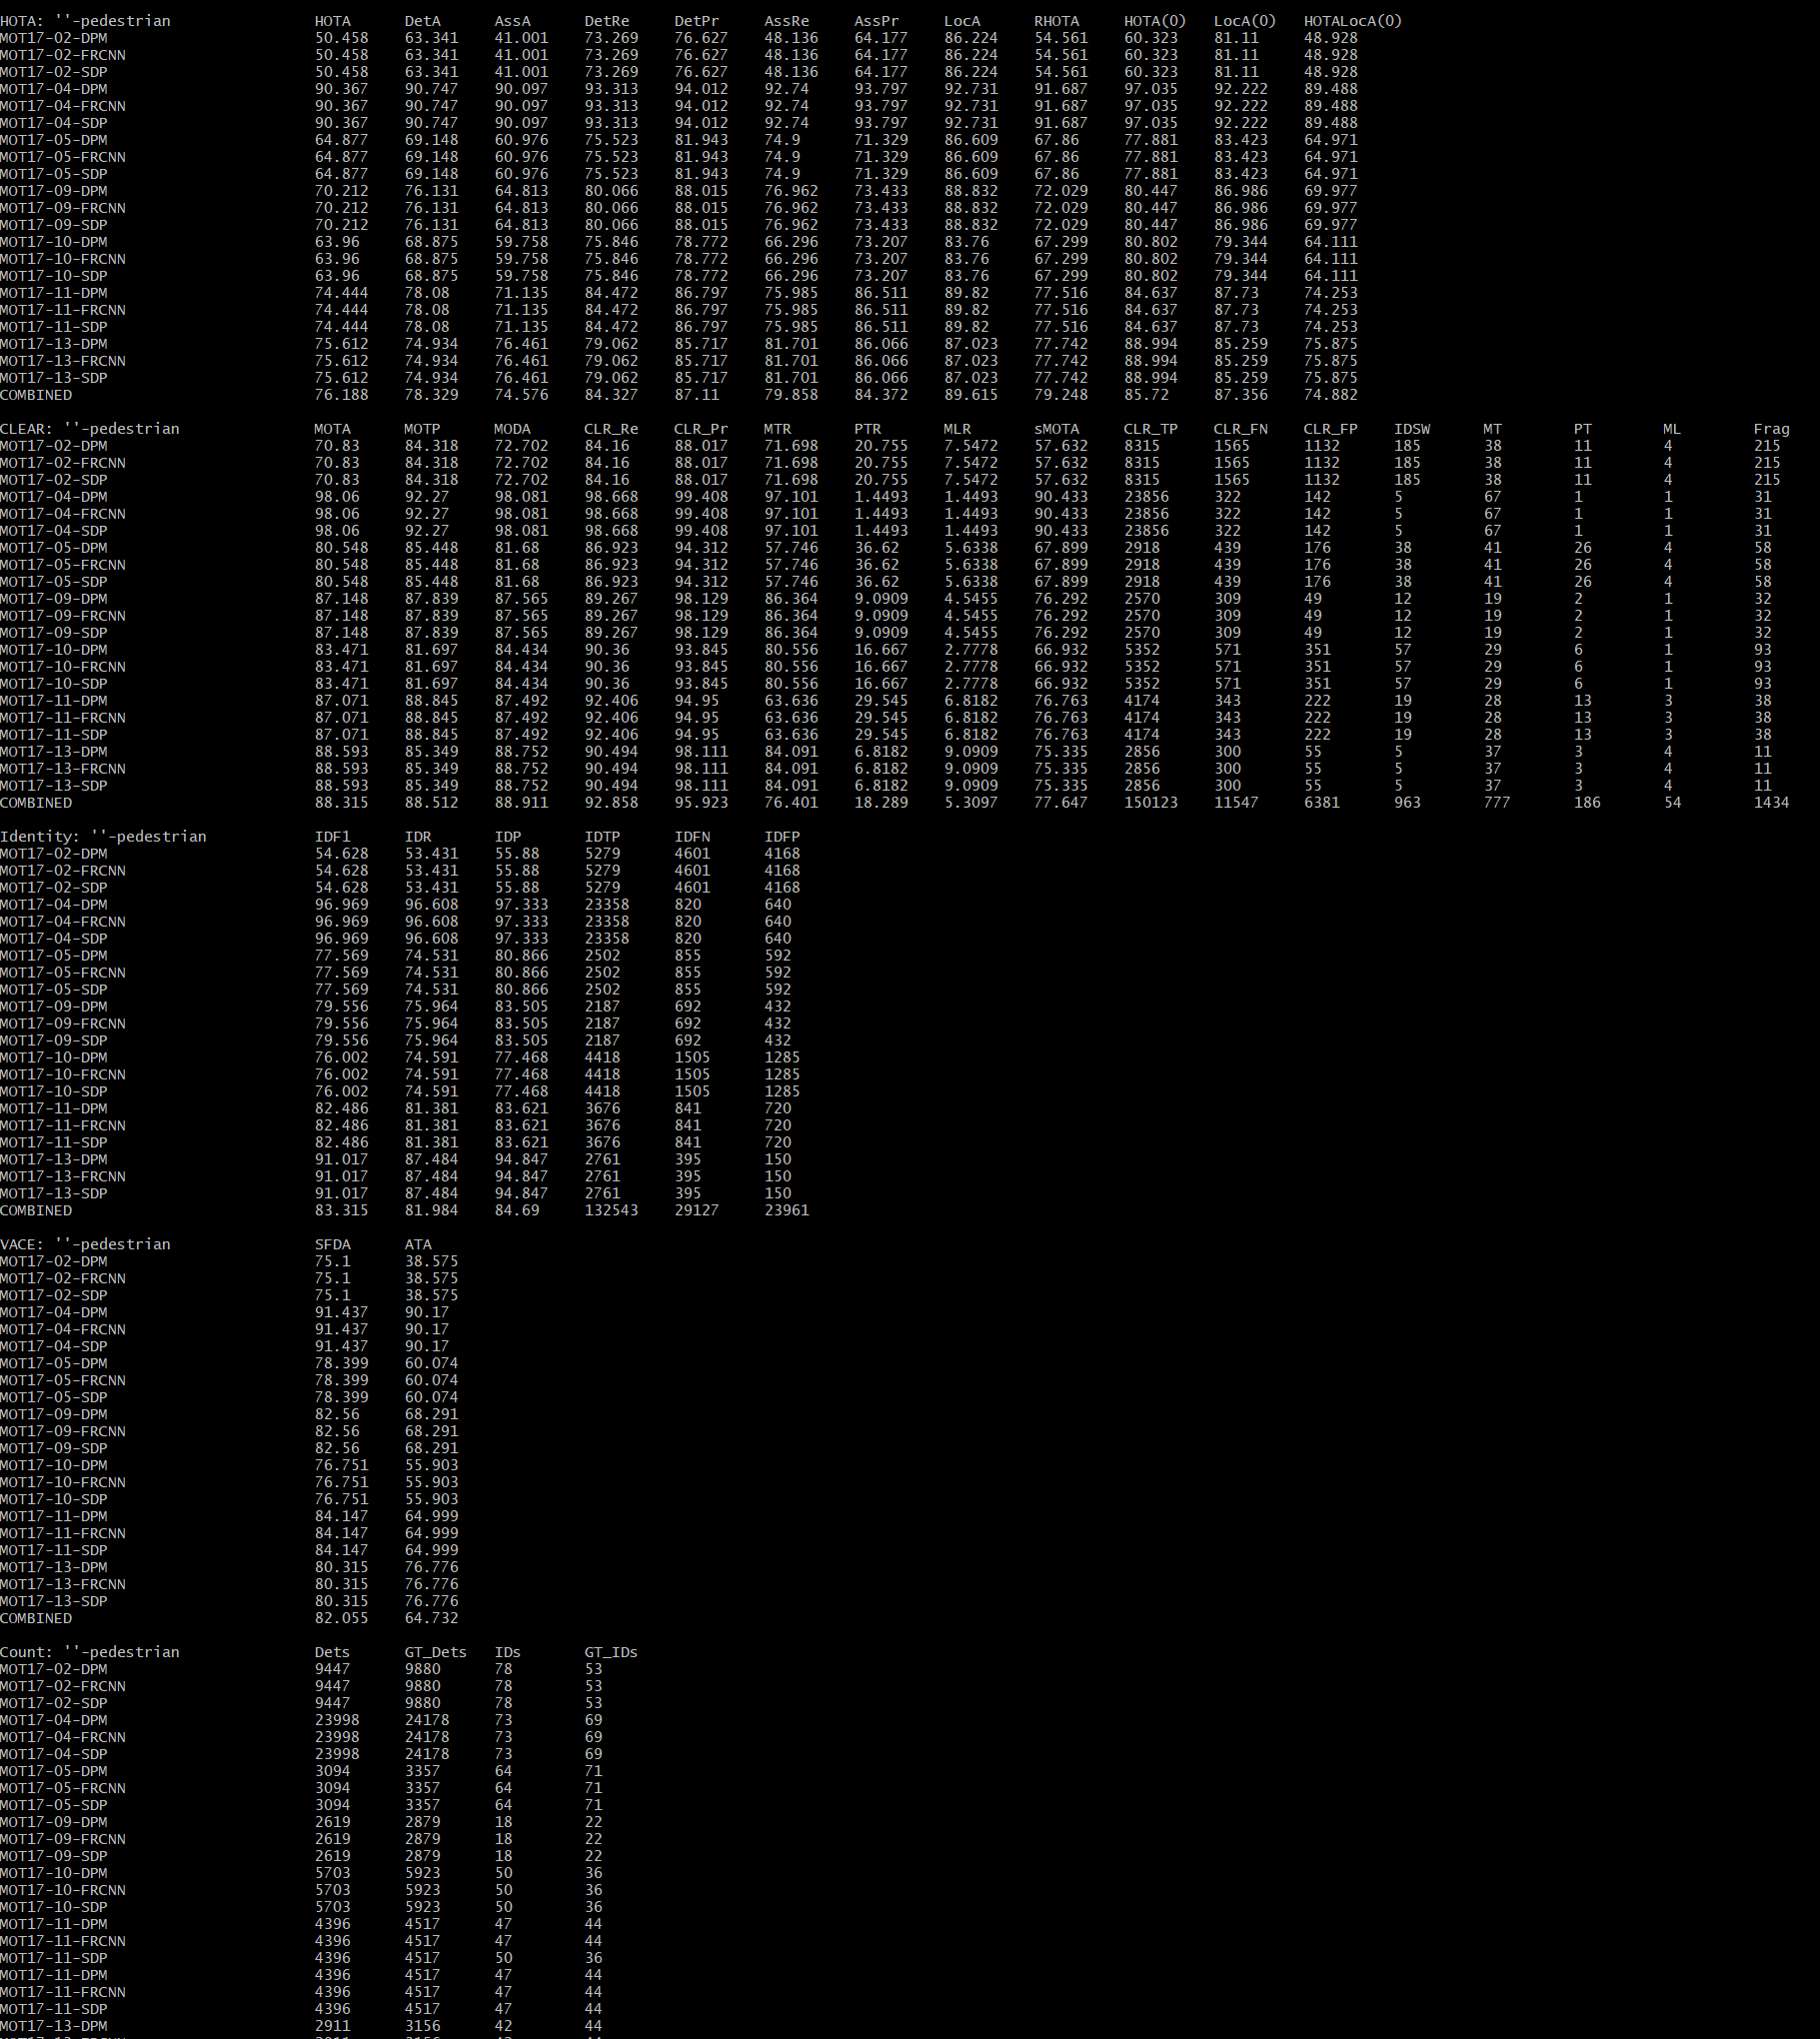 HOTA: ''-pedestrian HOTA DetA AssA DetRe DetPr AssRe AssPr LocA RHOTA HOTA(0) LocA(0) HOTALocA(0)
MOT17-02-DPM 50.458 63.341 41.001 73.269 76.627 48.136 64.177 86.224 54.561 60.323 81.11 48.928
MOT17-02-FRCNN 50.458 63.341 41.001 73.269 76.627 48.136 64.177 86.224 54.561 60.323 81.11 48.928
MOT17-02-SDP 50.458 63.341 41.001 73.269 76.627 48.136 64.177 86.224 54.561 60.323 81.11 48.928
MOT17-04-DPM 90.367 90.747 90.097 93.313 94.012 92.74 93.797 92.731 91.687 97.035 92.222 89.488
MOT17-04-FRCNN 90.367 90.747 90.097 93.313 94.012 92.74 93.797 92.731 91.687 97.035 92.222 89.488
MOT17-04-SDP 90.367 90.747 90.097 93.313 94.012 92.74 93.797 92.731 91.687 97.035 92.222 89.488
MOT17-05-DPM 64.877 69.148 60.976 75.523 81.943 74.9 71.329 86.609 67.86 77.881 83.423 64.971
MOT17-05-FRCNN 64.877 69.148 60.976 75.523 81.943 74.9 71.329 86.609 67.86 77.881 83.423 64.971
MOT17-05-SDP 64.877 69.148 60.976 75.523 81.943 74.9 71.329 86.609 67.86 77.881 83.423 64.971
MOT17-09-DPM 70.212 76.131 64.813 80.066 88.015 76.962 73.433 88.832 72.029 80.447 86.986 69.977
MOT17-09-FRCNN 70.212 76.131 64.813 80.066 88.015 76.962 73.433 88.832 72.029 80.447 86.986 69.977
MOT17-09-SDP 70.212 76.131 64.813 80.066 88.015 76.962 73.433 88.832 72.029 80.447 86.986 69.977
MOT17-10-DPM 63.96 68.875 59.758 75.846 78.772 66.296 73.207 83.76 67.299 80.802 79.344 64.111
MOT17-10-FRCNN 63.96 68.875 59.758 75.846 78.772 66.296 73.207 83.76 67.299 80.802 79.344 64.111
MOT17-10-SDP 63.96 68.875 59.758 75.846 78.772 66.296 73.207 83.76 67.299 80.802 79.344 64.111
MOT17-11-DPM 74.444 78.08 71.135 84.472 86.797 75.985 86.511 89.82 77.516 84.637 87.73 74.253
MOT17-11-FRCNN 74.444 78.08 71.135 84.472 86.797 75.985 86.511 89.82 77.516 84.637 87.73 74.253
MOT17-11-SDP 74.444 78.08 71.135 84.472 86.797 75.985 86.511 89.82 77.516 84.637 87.73 74.253
MOT17-13-DPM 75.612 74.934 76.461 79.062 85.717 81.701 86.066 87.023 77.742 88.994 85.259 75.875
MOT17-13-FRCNN 75.612 74.934 76.461 79.062 85.717 81.701 86.066 87.023 77.742 88.994 85.259 75.875
MOT17-13-SDP 75.612 74.934 76.461 79.062 85.717 81.701 86.066 87.023 77.742 88.994 85.259 75.875
COMBINED 76.188 78.329 74.576 84.327 87.11 79.858 84.372 89.615 79.248 85.72 87.356 74.882
CLEAR: ''-pedestrian MOTA MOTP MODA CLR_Re CLR_Pr MTR PTR MLR sMOTA CLR_TP CLR_FN CLR_FP IDSW MT PT ML Frag
MOT17-02-DPM 70.83 84.318 72.702 84.16 88.017 71.698 20.755 7.5472 57.632 8315 1565 1132 185 38 11 4 215
MOT17-02-FRCNN 70.83 84.318 72.702 84.16 88.017 71.698 20.755 7.5472 57.632 8315 1565 1132 185 38 11 4 215
MOT17-02-SDP 70.83 84.318 72.702 84.16 88.017 71.698 20.755 7.5472 57.632 8315 1565 1132 185 38 11 4 215
MOT17-04-DPM 98.06 92.27 98.081 98.668 99.408 97.101 1.4493 1.4493 90.433 23856 322 142 5 67 1 1 31
MOT17-04-FRCNN 98.06 92.27 98.081 98.668 99.408 97.101 1.4493 1.4493 90.433 23856 322 142 5 67 1 1 31
MOT17-04-SDP 98.06 92.27 98.081 98.668 99.408 97.101 1.4493 1.4493 90.433 23856 322 142 5 67 1 1 31
MOT17-05-DPM 80.548 85.448 81.68 86.923 94.312 57.746 36.62 5.6338 67.899 2918 439 176 38 41 26 4 58
MOT17-05-FRCNN 80.548 85.448 81.68 86.923 94.312 57.746 36.62 5.6338 67.899 2918 439 176 38 41 26 4 58
MOT17-05-SDP 80.548 85.448 81.68 86.923 94.312 57.746 36.62 5.6338 67.899 2918 439 176 38 41 26 4 58
MOT17-09-DPM 87.148 87.839 87.565 89.267 98.129 86.364 9.0909 4.5455 76.292 2570 309 49 12 19 2 1 32
MOT17-09-FRCNN 87.148 87.839 87.565 89.267 98.129 86.364 9.0909 4.5455 76.292 2570 309 49 12 19 2 1 32
MOT17-09-SDP 87.148 87.839 87.565 89.267 98.129 86.364 9.0909 4.5455 76.292 2570 309 49 12 19 2 1 32
MOT17-10-DPM 83.471 81.697 84.434 90.36 93.845 80.556 16.667 2.7778 66.932 5352 571 351 57 29 6 1 93
MOT17-10-FRCNN 83.471 81.697 84.434 90.36 93.845 80.556 16.667 2.7778 66.932 5352 571 351 57 29 6 1 93
MOT17-10-SDP 83.471 81.697 84.434 90.36 93.845 80.556 16.667 2.7778 66.932 5352 571 351 57 29 6 1 93
MOT17-11-DPM 87.071 88.845 87.492 92.406 94.95 63.636 29.545 6.8182 76.763 4174 343 222 19 28 13 3 38
MOT17-11-FRCNN 87.071 88.845 87.492 92.406 94.95 63.636 29.545 6.8182 76.763 4174 343 222 19 28 13 3 38
MOT17-11-SDP 87.071 88.845 87.492 92.406 94.95 63.636 29.545 6.8182 76.763 4174 343 222 19 28 13 3 38
MOT17-13-DPM 88.593 85.349 88.752 90.494 98.111 84.091 6.8182 9.0909 75.335 2856 300 55 5 37 3 4 11
MOT17-13-FRCNN 88.593 85.349 88.752 90.494 98.111 84.091 6.8182 9.0909 75.335 2856 300 55 5 37 3 4 11
MOT17-13-SDP 88.593 85.349 88.752 90.494 98.111 84.091 6.8182 9.0909 75.335 2856 300 55 5 37 3 4 11
COMBINED 88.315 88.512 88.911 92.858 95.923 76.401 18.289 5.3097 77.647 150123 11547 6381 963 777 186 54 1434
Identity: ''-pedestrian IDF1 IDR IDP IDTP IDFN IDFP
MOT17-02-DPM 54.628 53.431 55.88 5279 4601 4168
MOT17-02-FRCNN 54.628 53.431 55.88 5279 4601 4168
MOT17-02-SDP 54.628 53.431 55.88 5279 4601 4168
MOT17-04-DPM 96.969 96.608 97.333 23358 820 640
MOT17-04-FRCNN 96.969 96.608 97.333 23358 820 640
MOT17-04-SDP 96.969 96.608 97.333 23358 820 640
MOT17-05-DPM 77.569 74.531 80.866 2502 855 592
MOT17-05-FRCNN 77.569 74.531 80.866 2502 855 592
MOT17-05-SDP 77.569 74.531 80.866 2502 855 592
MOT17-09-DPM 79.556 75.964 83.505 2187 692 432
MOT17-09-FRCNN 79.556 75.964 83.505 2187 692 432
MOT17-09-SDP 79.556 75.964 83.505 2187 692 432
MOT17-10-DPM 76.002 74.591 77.468 4418 1505 1285
MOT17-10-FRCNN 76.002 74.591 77.468 4418 1505 1285
MOT17-10-SDP 76.002 74.591 77.468 4418 1505 1285
MOT17-11-DPM 82.486 81.381 83.621 3676 841 720
MOT17-11-FRCNN 82.486 81.381 83.621 3676 841 720
MOT17-11-SDP 82.486 81.381 83.621 3676 841 720
MOT17-13-DPM 91.017 87.484 94.847 2761 395 150
MOT17-13-FRCNN 91.017 87.484 94.847 2761 395 150
MOT17-13-SDP 91.017 87.484 94.847 2761 395 150
COMBINED 83.315 81.984 84.69 132543 29127 23961
VACE: ''-pedestrian SFDA ATA
MOT17-02-DPM 75.1 38.575
MOT17-02-FRCNN 75.1 38.575
MOT17-02-SDP 75.1 38.575
MOT17-04-DPM 91.437 90.17
MOT17-04-FRCNN 91.437 90.17
MOT17-04-SDP 91.437 90.17
MOT17-05-DPM 78.399 60.074
MOT17-05-FRCNN 78.399 60.074
MOT17-05-SDP 78.399 60.074
MOT17-09-DPM 82.56 68.291
MOT17-09-FRCNN 82.56 68.291
MOT17-09-SDP 82.56 68.291
MOT17-10-DPM 76.751 55.903
MOT17-10-FRCNN 76.751 55.903
MOT17-10-SDP 76.751 55.903
MOT17-11-DPM 84.147 64.999
MOT17-11-FRCNN 84.147 64.999
MOT17-11-SDP 84.147 64.999
MOT17-13-DPM 80.315 76.776
MOT17-13-FRCNN 80.315 76.776
MOT17-13-SDP 80.315 76.776
COMBINED 82.055 64.732
Count: ''-pedestrian Dets GT_Dets IDs GT_IDs
MOT17-02-DPM 9447 9880 78 53
MOT17-02-FRCNN 9447 9880 78 53
MOT17-02-SDP 9447 9880 78 53
MOT17-04-DPM 23998 24178 73 69
MOT17-04-FRCNN 23998 24178 73 69
MOT17-04-SDP 23998 24178 73 69
MOT17-05-DPM 3094 3357 64 71
MOT17-05-FRCNN 3094 3357 64 71
MOT17-05-SDP 3094 3357 64 71
MOT17-09-DPM 2619 2879 18 22
MOT17-09-FRCNN 2619 2879 18 22
MOT17-09-SDP 2619 2879 18 22
MOT17-10-DPM 5703 5923 50 36
MOT17-10-FRCNN 5703 5923 50 36
MOT17-10-SDP 5703 5923 50 36
MOT17-11-DPM 4396 4517 47 44
MOT17-11-FRCNN 4396 4517 47 44
MOT17-11-SDP 4396 4517 50 36
MOT17-11-DPM 4396 4517 47 44
MOT17-11-FRCNN 4396 4517 47 44
MOT17-11-SDP 4396 4517 47 44
MOT17-13-DPM 2911 3156 42 44